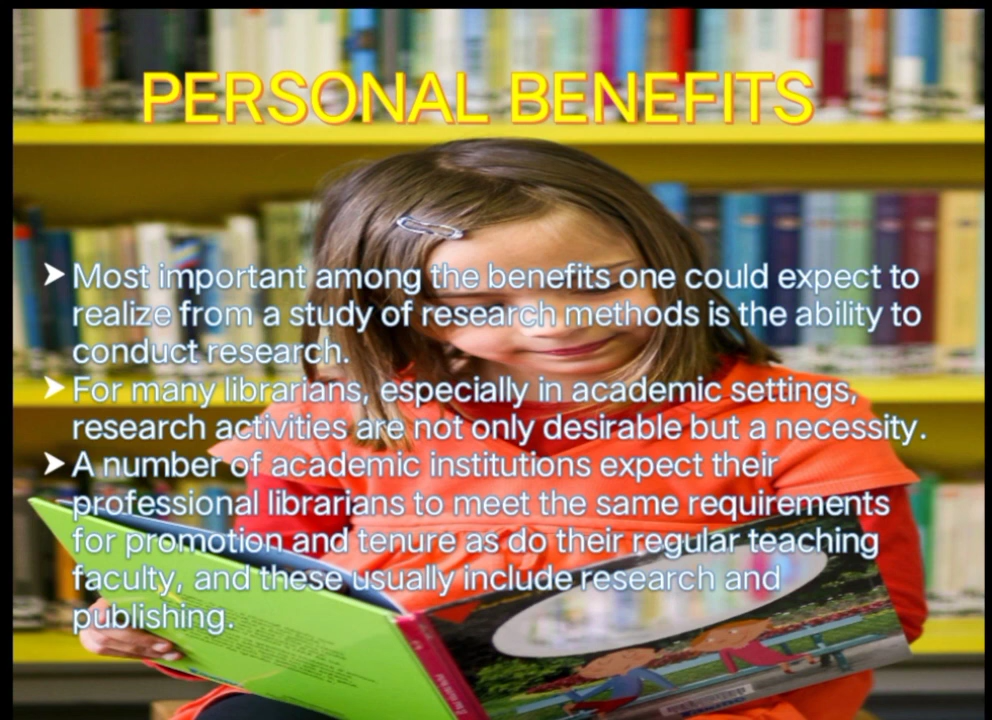 PERSONAL BENEFITS
➤ Most important among the benefits one could expect to
realize from a study of research methods is the ability to
conduct research.
➤ For many librarians, especially in academic settings,
research activities are not only desirable but a necessity.
➤ A number of academic institutions expect their
professional librarians to meet the same requirements
for promotion and tenure as do their regular teaching
faculty, and these usually include research and
publishing.